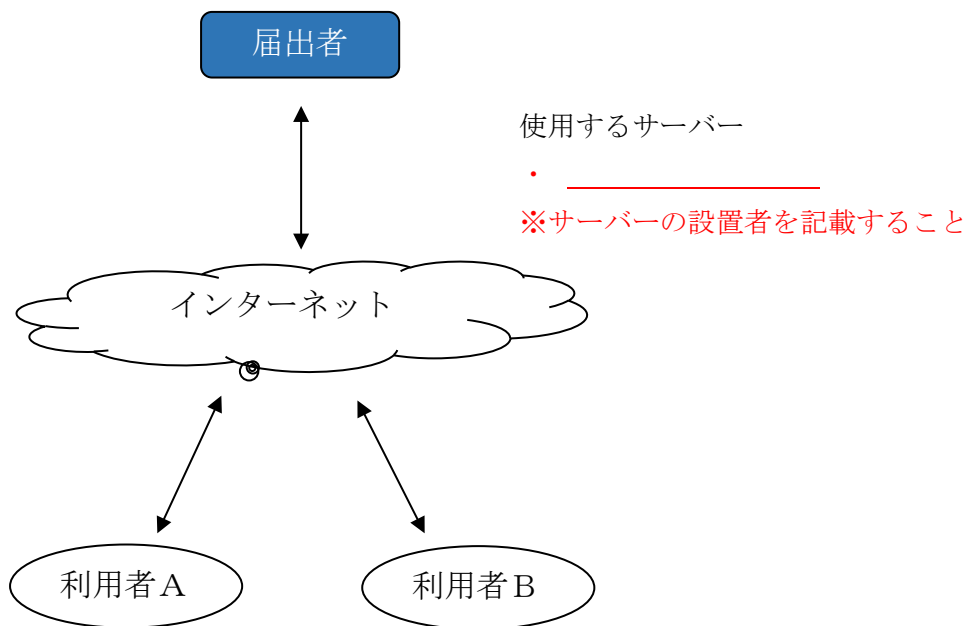 届出者
使用するサーバー
・
※サーバーの設置者を記載すること
インターネット
利用者Ａ
利用者Ｂ